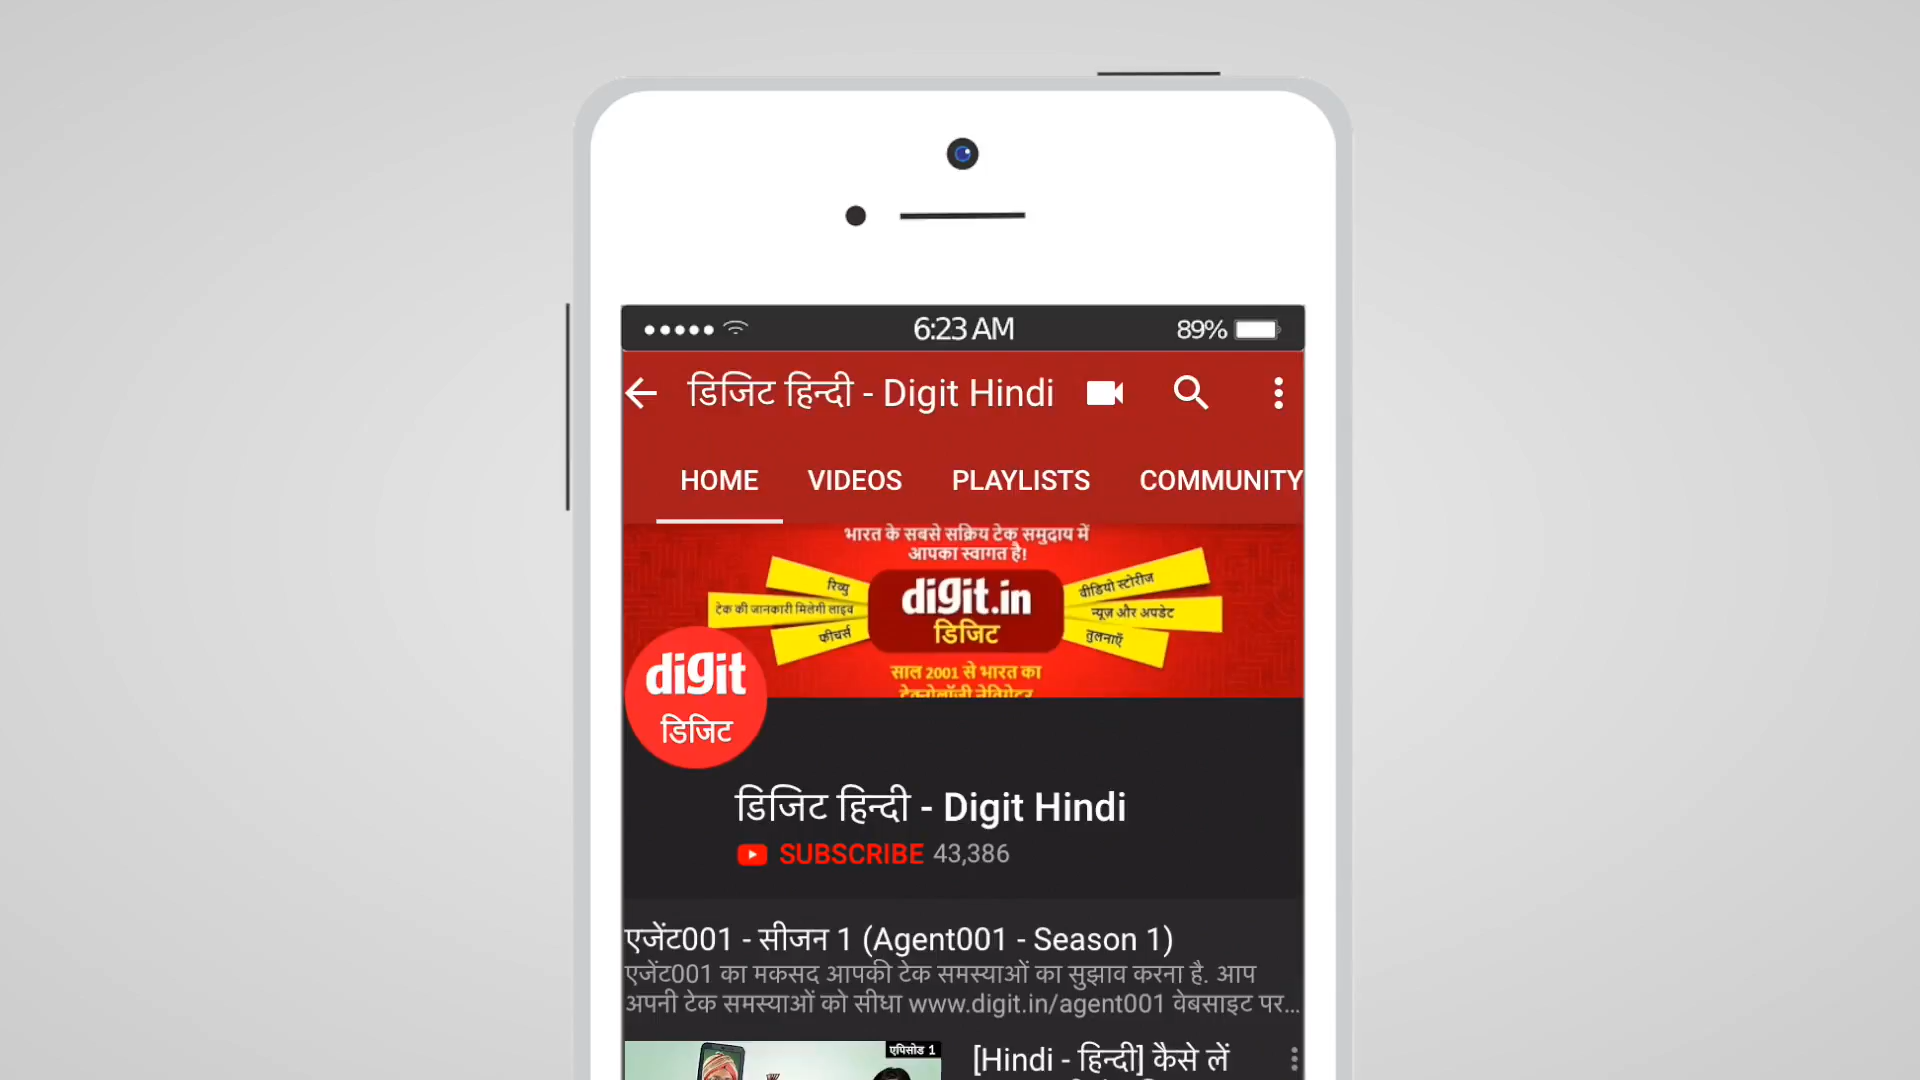 6:23 AM
89%
डिजिट हिन्दी - Digit Hindi
HOME VIDEOS PLAYLISTS COMMUNITY
भारत के सबसे सक्रिय टेक समुदाय में
आपका स्वागत है!
रिव्यु
टेक की जानकारी मिलेगी लाइव
फीचर्स
digit.in
डिजिट
वीडियो स्टोरीज
न्यूज़ और अपडेट
तुलनाएँ
साल 2001 से भारत का
टेक्नोलॉजी नेविगेटर
digit
डिजिट
डिजिट हिन्दी - Digit Hindi
SUBSCRIBE 43,386
एजेंट001 - सीजन 1 (Agent001 - Season 1)
एजेंट001 का मकसद आपकी टेक समस्याओं का सुझाव करना है. आप
अपनी टेक समस्याओं को सीधा www.digit.in/agent001 वेबसाइट पर...
एपिसोड 1
[Hindi - हिन्दी] कैसे लें